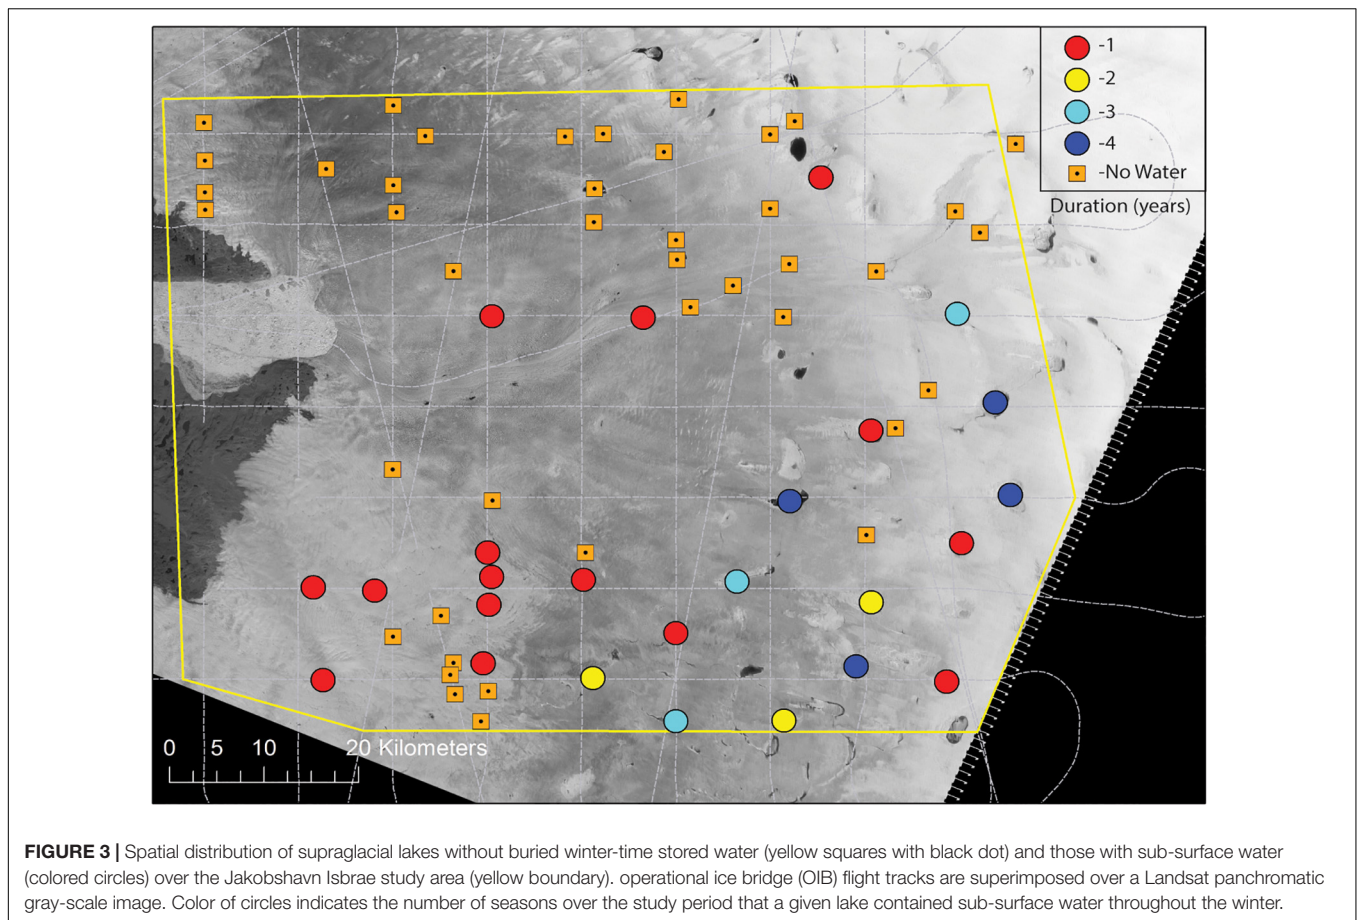 -1
-2
-3
-4
-No Water
Duration (years)
0 5 10 20 Kilometers
FIGURE 3 | Spatial distribution of supraglacial lakes without buried winter-time stored water (yellow squares with black dot) and those with sub-surface water
(colored circles) over the Jakobshavn Isbrae study area (yellow boundary). operational ice bridge (OIB) flight tracks are superimposed over a Landsat panchromatic
gray-scale image. Color of circles indicates the number of seasons over the study period that a given lake contained sub-surface water throughout the winter.